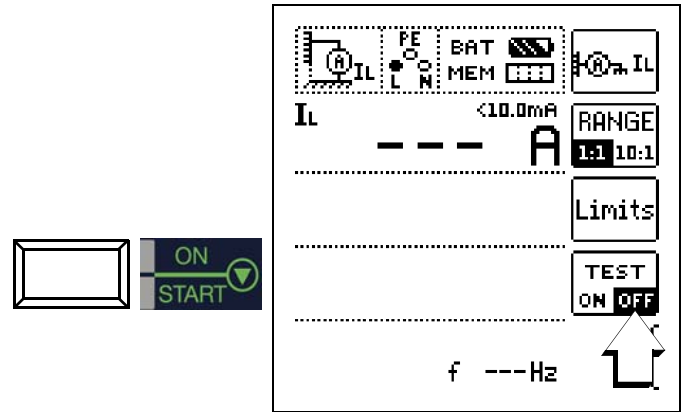 ON
START
PE
L N
IL
BAT
MEM
IL
IL
<10.0mA
--- A
RANGE
1:1 10:1
Limits
TEST
ON OFF
f ---Hz